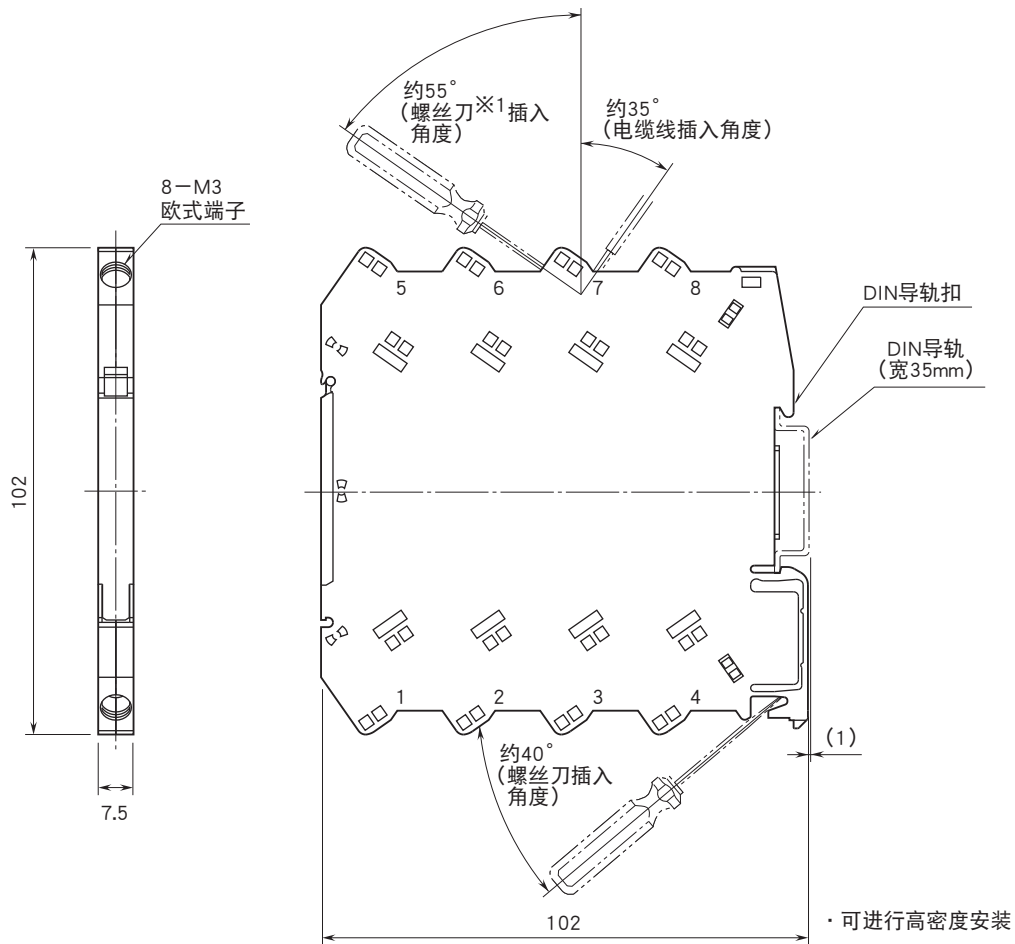 约55°
(螺丝刀※1插入
角度)
约35°
(电缆线插入角度)
8－M3
欧式端子
5
6
7
8
DIN导轨扣
DIN导轨
(宽35mm)
102
1
2
3
4
(1)
约40°
(螺丝刀插入
角度)
7.5
102
·可进行高密度安装